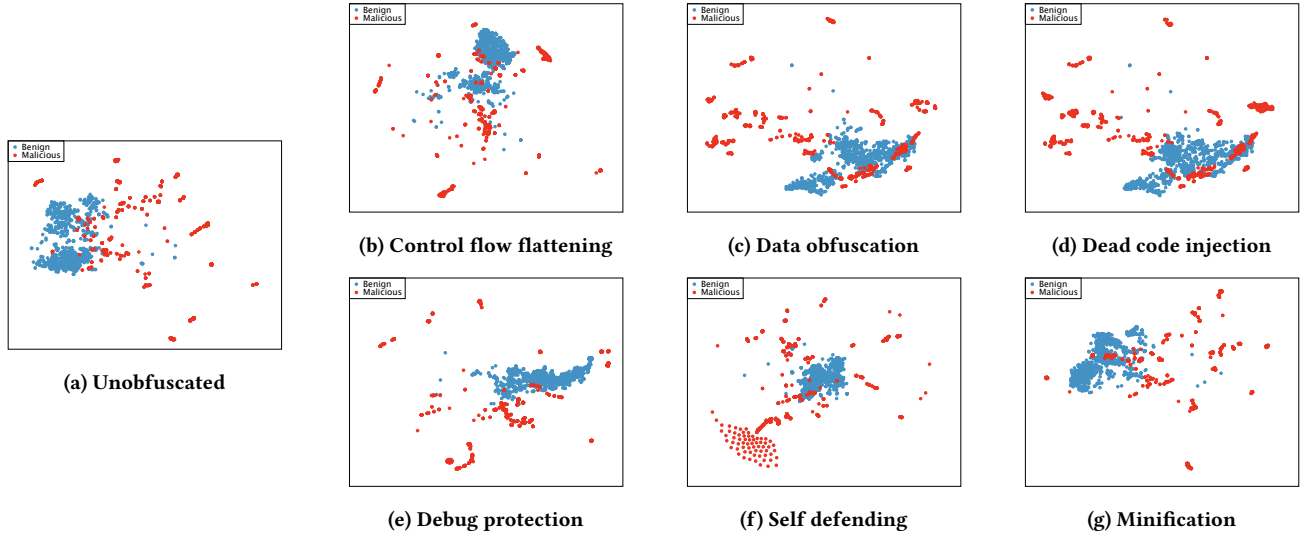 Benign
Malicious
(a) Unobfuscated
Benign
Malicious
(b) Control flow flattening
Benign
Malicious
(c) Data obfuscation
Benign
Malicious
(d) Dead code injection
Benign
Malicious
(e) Debug protection
Benign
Malicious
(f) Self defending
Benign
Malicious
(g) Minification